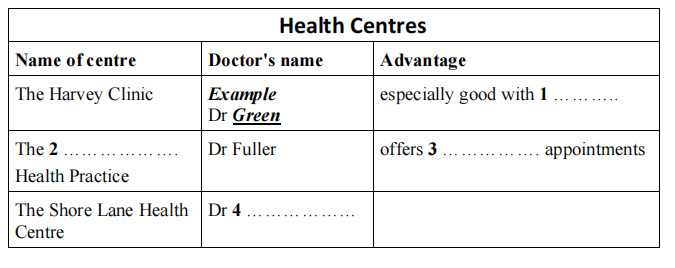 Health Centres
Name of centre Doctor's name Advantage
The Harvey Clinic Example especially good with 1 ………..
Dr Green
The 2 ………………. Dr Fuller offers 3 ……………. appointments
Health Practice
The Shore Lane Health Dr 4 ………………
Centre